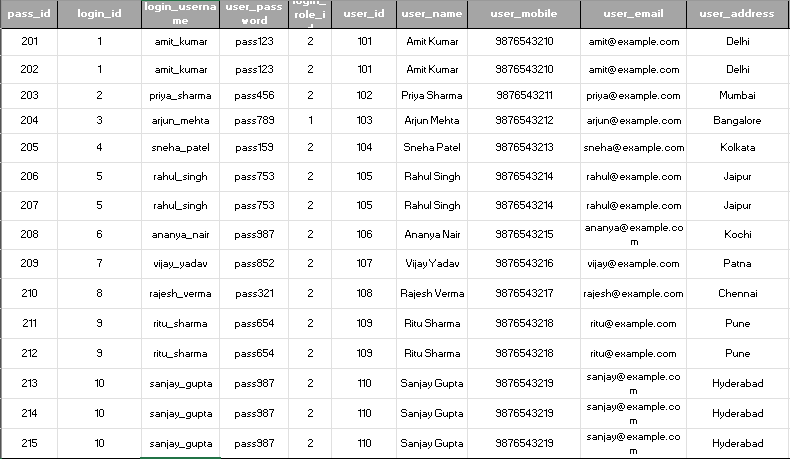 pass_id login_id login_username user_password login_role_id user_id user_name user_mobile user_email user_address
201 1 amit_kumar pass123 2 101 Amit Kumar 9876543210 amit@example.com Delhi
202 1 amit_kumar pass123 2 101 Amit Kumar 9876543210 amit@example.com Delhi
203 2 priya_sharma pass456 2 102 Priya Sharma 9876543211 priya@example.com Mumbai
204 3 arjun_mehta pass789 1 103 Arjun Mehta 9876543212 arjun@example.com Bangalore
205 4 sneha_patel pass159 2 104 Sneha Patel 9876543213 sneha@example.com Kolkata
206 5 rahul_singh pass753 2 105 Rahul Singh 9876543214 rahul@example.com Jaipur
207 5 rahul_singh pass753 2 105 Rahul Singh 9876543214 rahul@example.com Jaipur
208 6 ananya_nair pass987 2 106 Ananya Nair 9876543215 ananya@example.com Kochi
209 7 vijay_yadav pass852 2 107 Vijay Yadav 9876543216 vijay@example.com Patna
210 8 rajesh_verma pass321 2 108 Rajesh Verma 9876543217 rajesh@example.com Chennai
211 9 ritu_sharma pass654 2 109 Ritu Sharma 9876543218 ritu@example.com Pune
212 9 ritu_sharma pass654 2 109 Ritu Sharma 9876543218 ritu@example.com Pune
213 10 sanjay_gupta pass987 2 110 Sanjay Gupta 9876543219 sanjay@example.com Hyderabad
214 10 sanjay_gupta pass987 2 110 Sanjay Gupta 9876543219 sanjay@example.com Hyderabad
215 10 sanjay_gupta pass987 2 110 Sanjay Gupta 9876543219 sanjay@example.com Hyderabad